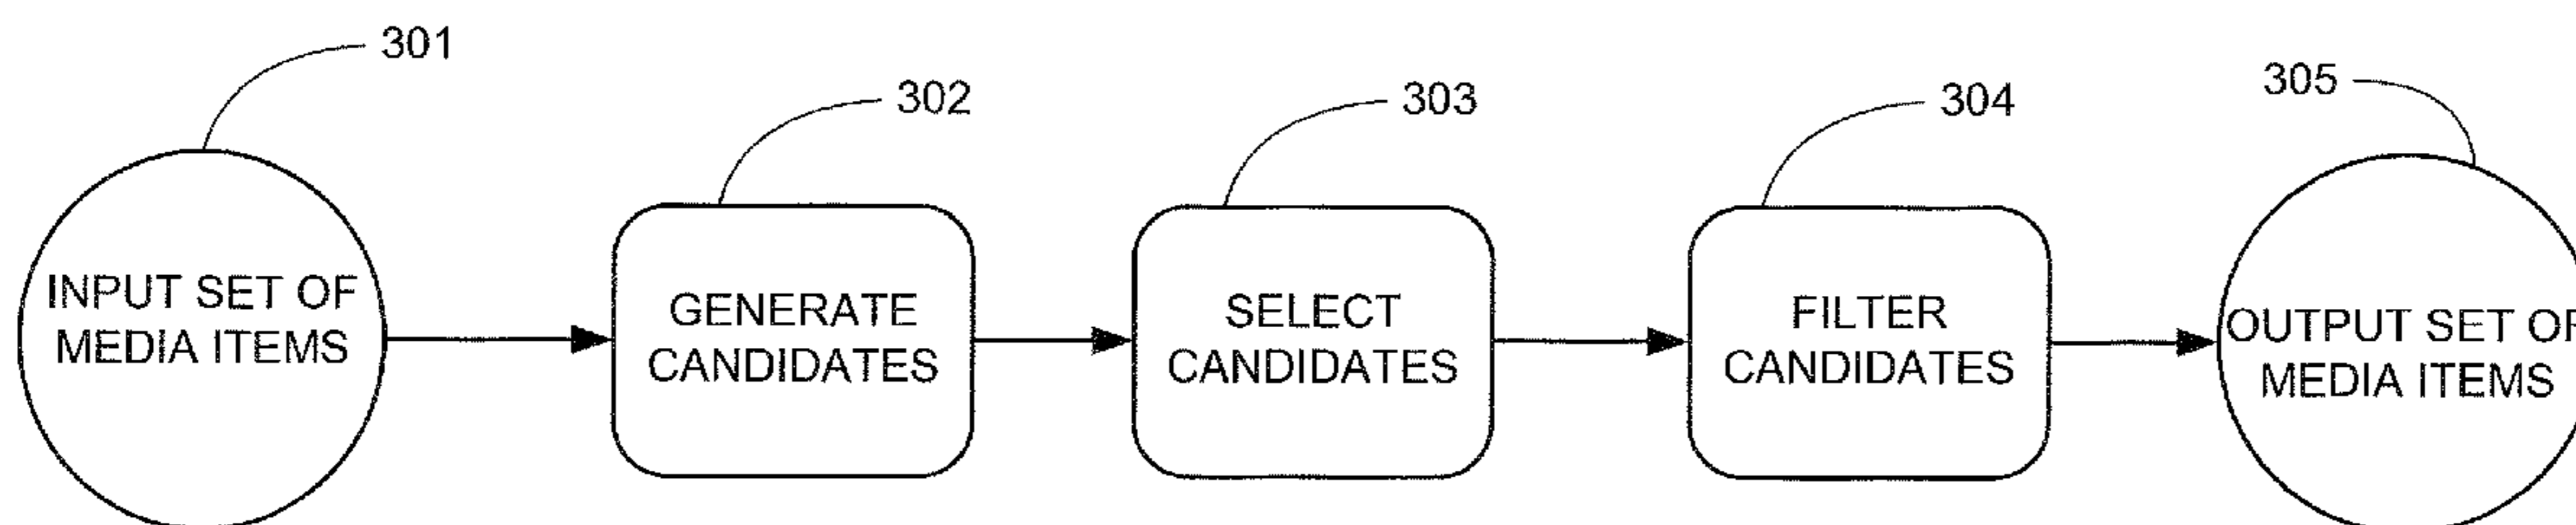 301
302
303
304
305
INPUT SET OF
MEDIA ITEMS
GENERATE
CANDIDATES
SELECT
CANDIDATES
FILTER
CANDIDATES
OUTPUT SET OF
MEDIA ITEMS